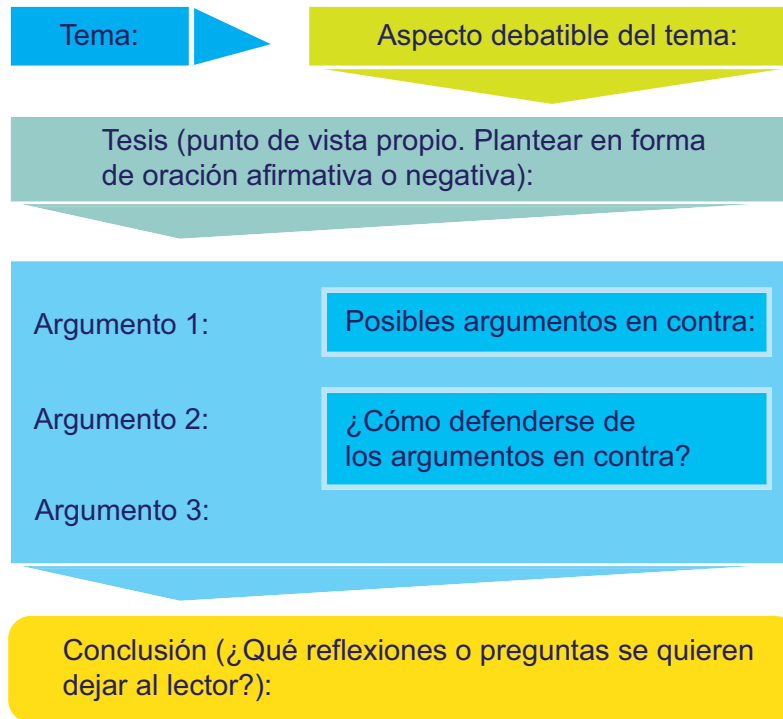 Tema:
Aspecto debatible del tema:
Tesis (punto de vista propio. Plantear en forma
de oración afirmativa o negativa):
Argumento 1:
Posibles argumentos en contra:
Argumento 2:
¿Cómo defenderse de
los argumentos en contra?
Argumento 3:
Conclusión (¿Qué reflexiones o preguntas se quieren
dejar al lector?):